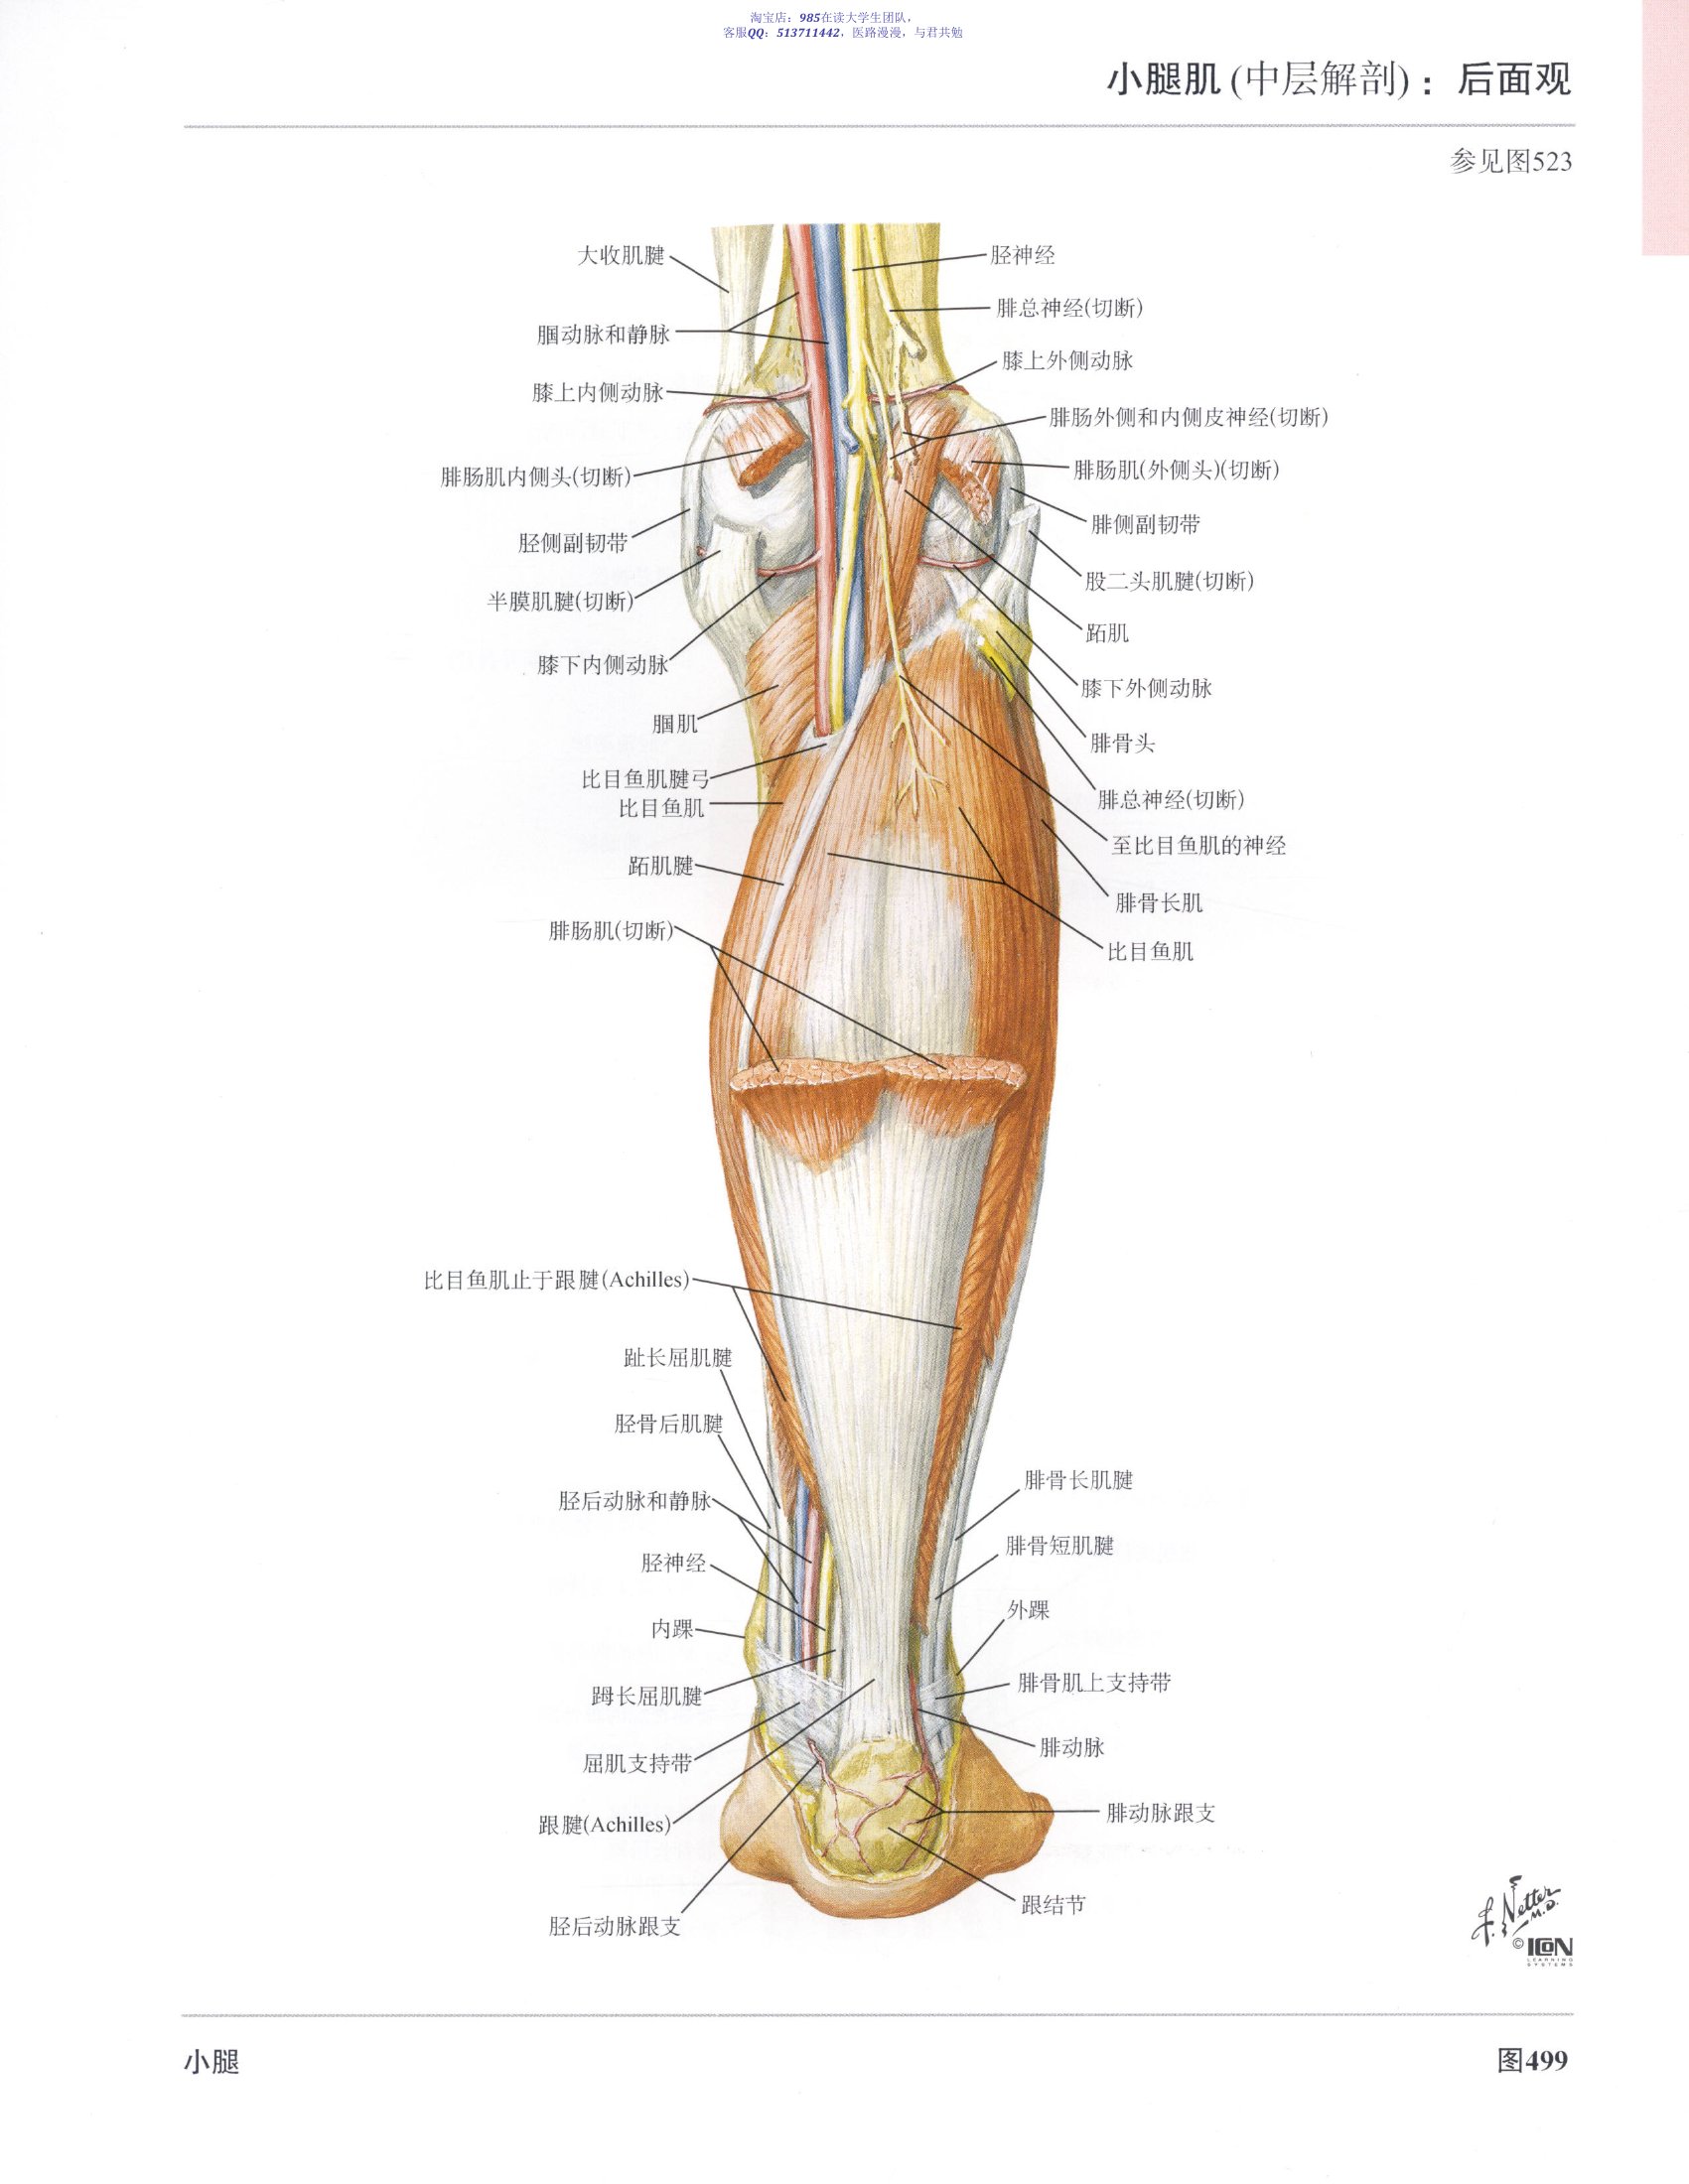 淘宝店：985在读大学生团队，
客服QQ：513711442，医路漫漫，与君共勉
小腿肌(中层解剖)：后面观
参见图523
大收肌腱
腘动脉和静脉
膝上内侧动脉
腓肠肌内侧头(切断)
胫侧副韧带
半膜肌腱(切断)
膝下内侧动脉
腘肌
比目鱼肌腱弓
比目鱼肌
跖肌腱
腓肠肌(切断)
比目鱼肌止于跟腱(Achilles)
趾长屈肌腱
胫骨后肌腱
胫后动脉和静脉
胫神经
内踝
踇长屈肌腱
屈肌支持带
跟腱(Achilles)
胫后动脉跟支
胫神经
腓总神经(切断)
膝上外侧动脉
腓肠外侧和内侧皮神经(切断)
腓肠肌(外侧头)(切断)
腓侧副韧带
股二头肌腱(切断)
跖肌
膝下外侧动脉
腓骨头
腓总神经(切断)
至比目鱼肌的神经
腓骨长肌
比目鱼肌
腓骨长肌腱
腓骨短肌腱
外踝
腓骨肌上支持带
腓动脉
腓动脉跟支
跟结节
F. Netter
M.D.
© ICON
LEARNING
SYSTEMS
小腿
图499